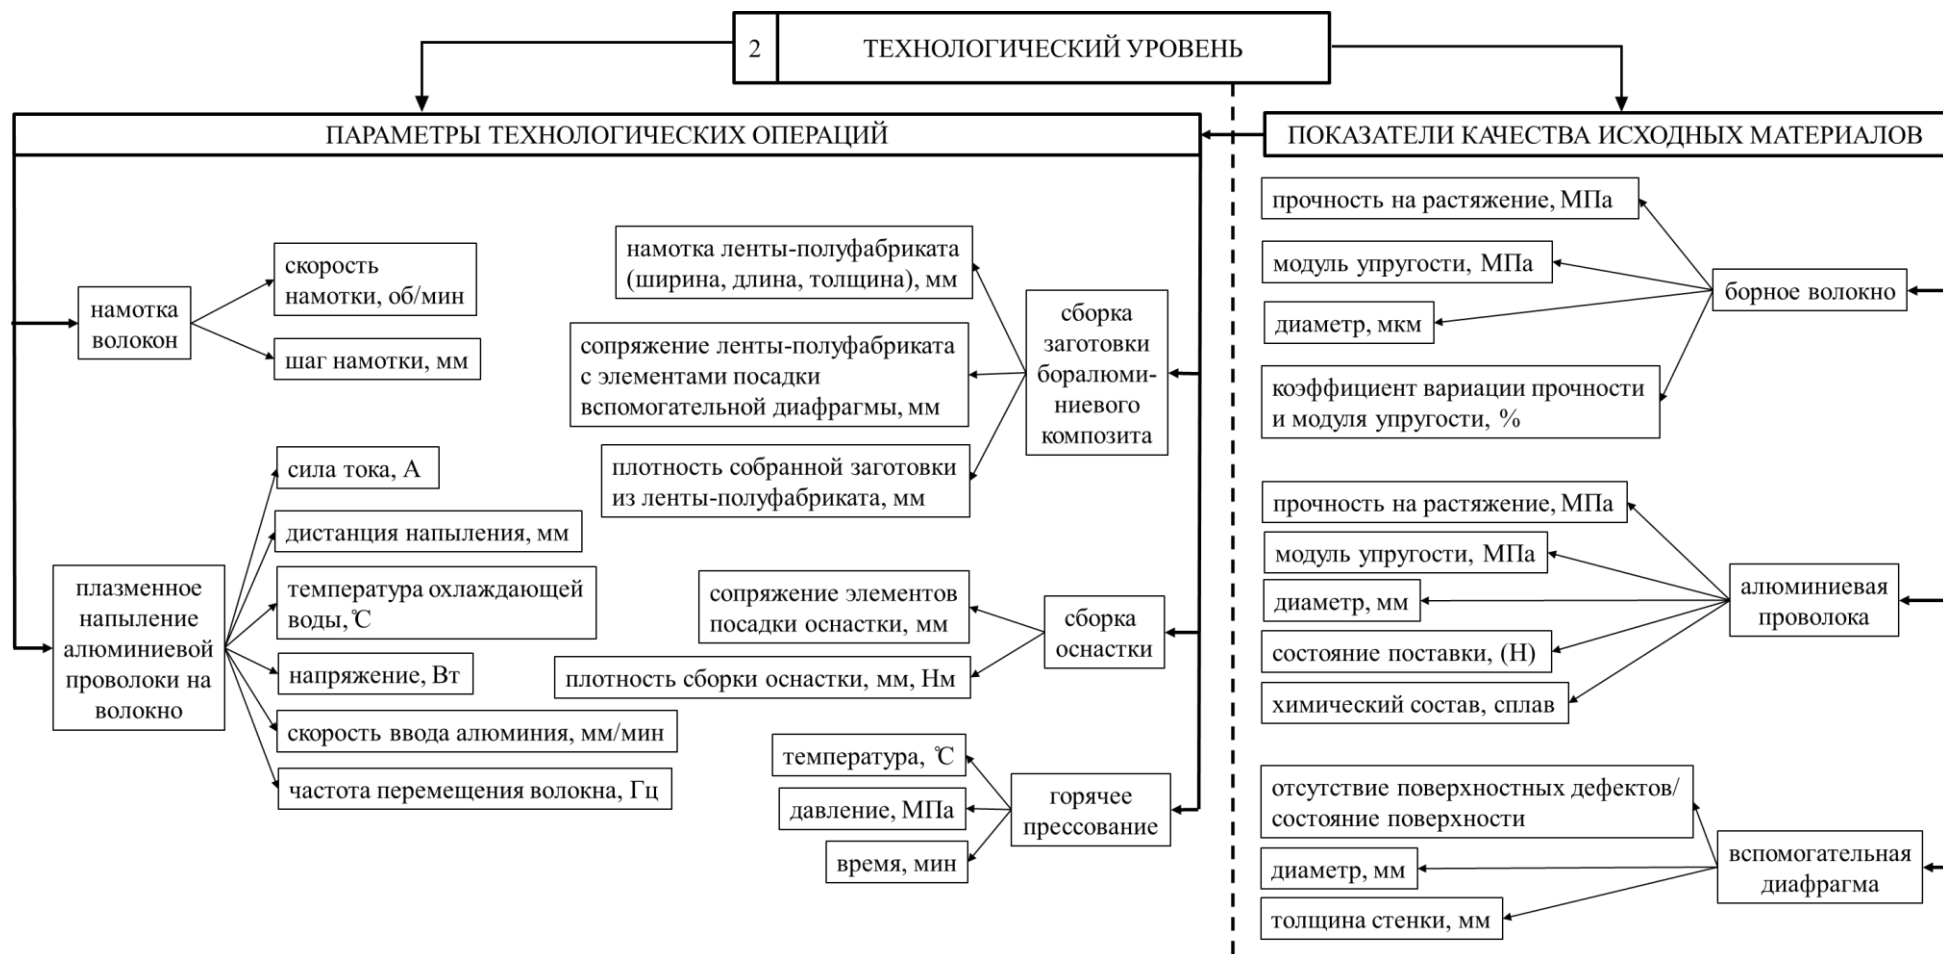 2
ТЕХНОЛОГИЧЕСКИЙ УРОВЕНЬ
ПАРАМЕТРЫ ТЕХНОЛОГИЧЕСКИХ ОПЕРАЦИЙ
намотка
волокон
скорость
намотки, об/мин
шаг намотки, мм
плазменное
напыление
алюминиевой
проволоки на
волокно
сила тока, А
дистанция напыления, мм
температура охлаждающей
воды, ℃
напряжение, Вт
скорость ввода алюминия, мм/мин
частота перемещения волокна, Гц
намотка ленты-полуфабриката
(ширина, длина, толщина), мм
сопряжение ленты-полуфабриката
с элементами посадки
вспомогательной диафрагмы, мм
плотность собранной заготовки
из ленты-полуфабриката, мм
сборка
заготовки
боралюми-
ниевого
композита
сопряжение элементов
посадки оснастки, мм
плотность сборки оснастки, мм, Нм
сборка
оснастки
температура, ℃
давление, МПа
время, мин
горячее
прессование
ПОКАЗАТЕЛИ КАЧЕСТВА ИСХОДНЫХ МАТЕРИАЛОВ
прочность на растяжение, МПа
модуль упругости, МПа
диаметр, мкм
коэффициент вариации прочности
и модуля упругости, %
борное волокно
прочность на растяжение, МПа
модуль упругости, МПа
диаметр, мм
состояние поставки, (Н)
химический состав, сплав
алюминиевая
проволока
отсутствие поверхностных дефектов/
состояние поверхности
диаметр, мм
толщина стенки, мм
вспомогательная
диафрагма